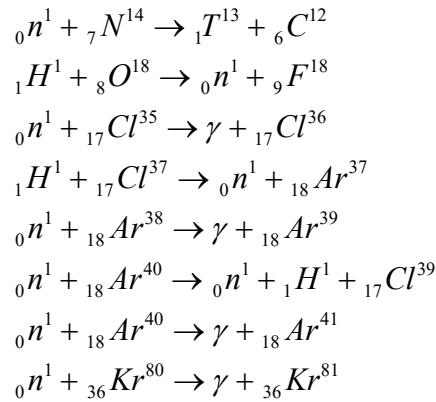 ₀n¹ + ₇N¹⁴ → ₁T¹³ + ₆C¹²
₁H¹ + ₈O¹⁸ → ₀n¹ + ₉F¹⁸
₀n¹ + ₁₇Cl³⁵ → γ + ₁₇Cl³⁶
₁H¹ + ₁₇Cl³⁷ → ₀n¹ + ₁₈Ar³⁷
₀n¹ + ₁₈Ar³⁸ → γ + ₁₈Ar³⁹
₀n¹ + ₁₈Ar⁴⁰ → ₀n¹ + ₁H¹ + ₁₇Cl³⁹
₀n¹ + ₁₈Ar⁴⁰ → γ + ₁₈Ar⁴¹
₀n¹ + ₃₆Kr⁸⁰ → γ + ₃₆Kr⁸¹